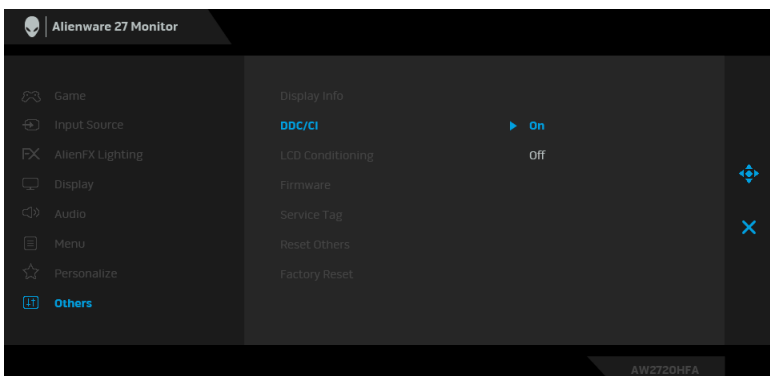 Alienware 27 Monitor
Game
Input Source
AlienFX Lighting
Display
Audio
Menu
Personalize
Others
Display Info
DDC/CI
On
LCD Conditioning
Off
Firmware
Service Tag
Reset Others
Factory Reset
AW2720HFA